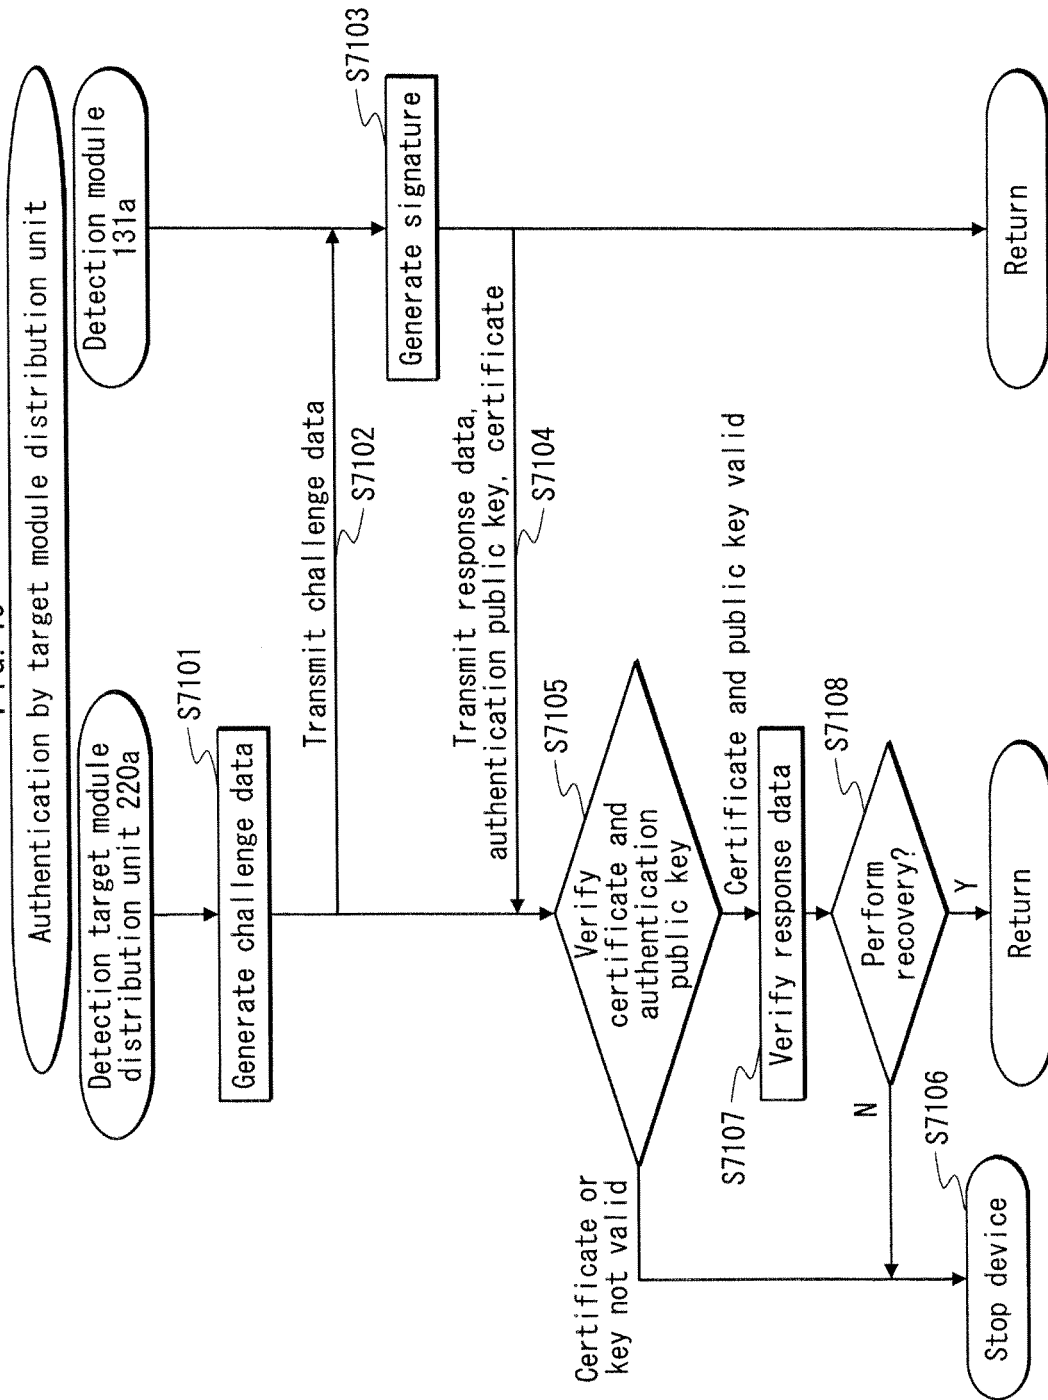 Authentication by target module distribution unit
Detection target module
distribution unit 220a
Detection module
131a
S7101
Generate challenge data
Transmit challenge data
S7102
S7103
Generate signature
Transmit response data,
authentication public key, certificate
S7104
S7105
Verify
certificate and
authentication
public key
Certificate or
key not valid
Certificate and public key valid
S7107
Verify response data
S7108
Perform
recovery?
N
Y
S7106
Stop device
Return
Return